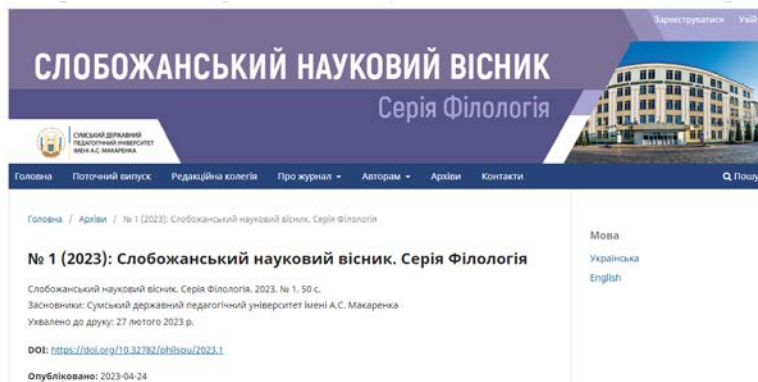 Зареєструватися Увій
СЛОБОЖАНСЬКИЙ НАУКОВИЙ ВІСНИК
Серія Філологія
СУМСЬКИЙ ДЕРЖАВНИЙ
ПЕДАГОГІЧНИЙ УНІВЕРСИТЕТ
ІМЕНІ А.С. МАКАРЕНКА
Головна Поточний випуск Редакційна колегія Про журнал Авторам Архіви Контакти Пошу
Головна / Архіви / № 1 (2023): Слобожанський науковий вісник. Серія Філологія
№ 1 (2023): Слобожанський науковий вісник. Серія Філологія
Слобожанський науковий вісник. Серія Філологія. 2023. № 1. 50 с.
Засновники: Сумський державний педагогічний університет імені А.С. Макаренка
Ухвалено до друку: 27 лютого 2023 р.
DOI: https://doi.org/10.32782/philspu/2023.1
Опубліковано: 2023-04-24
Мова
Українська
English